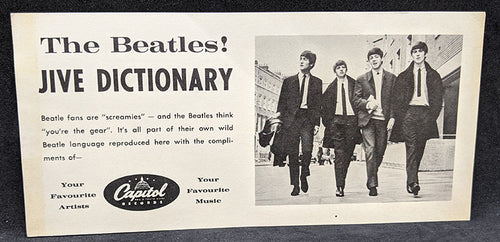 The Beatles!
JIVE DICTIONARY
Beatle fans are "screamies" — and the Beatles think
"you're the gear". It's all part of their own wild
Beatle language reproduced here with the compli-
ments of—
Your
Favourite
Artists
Capitol
RECORDS
Your
Favourite
Music